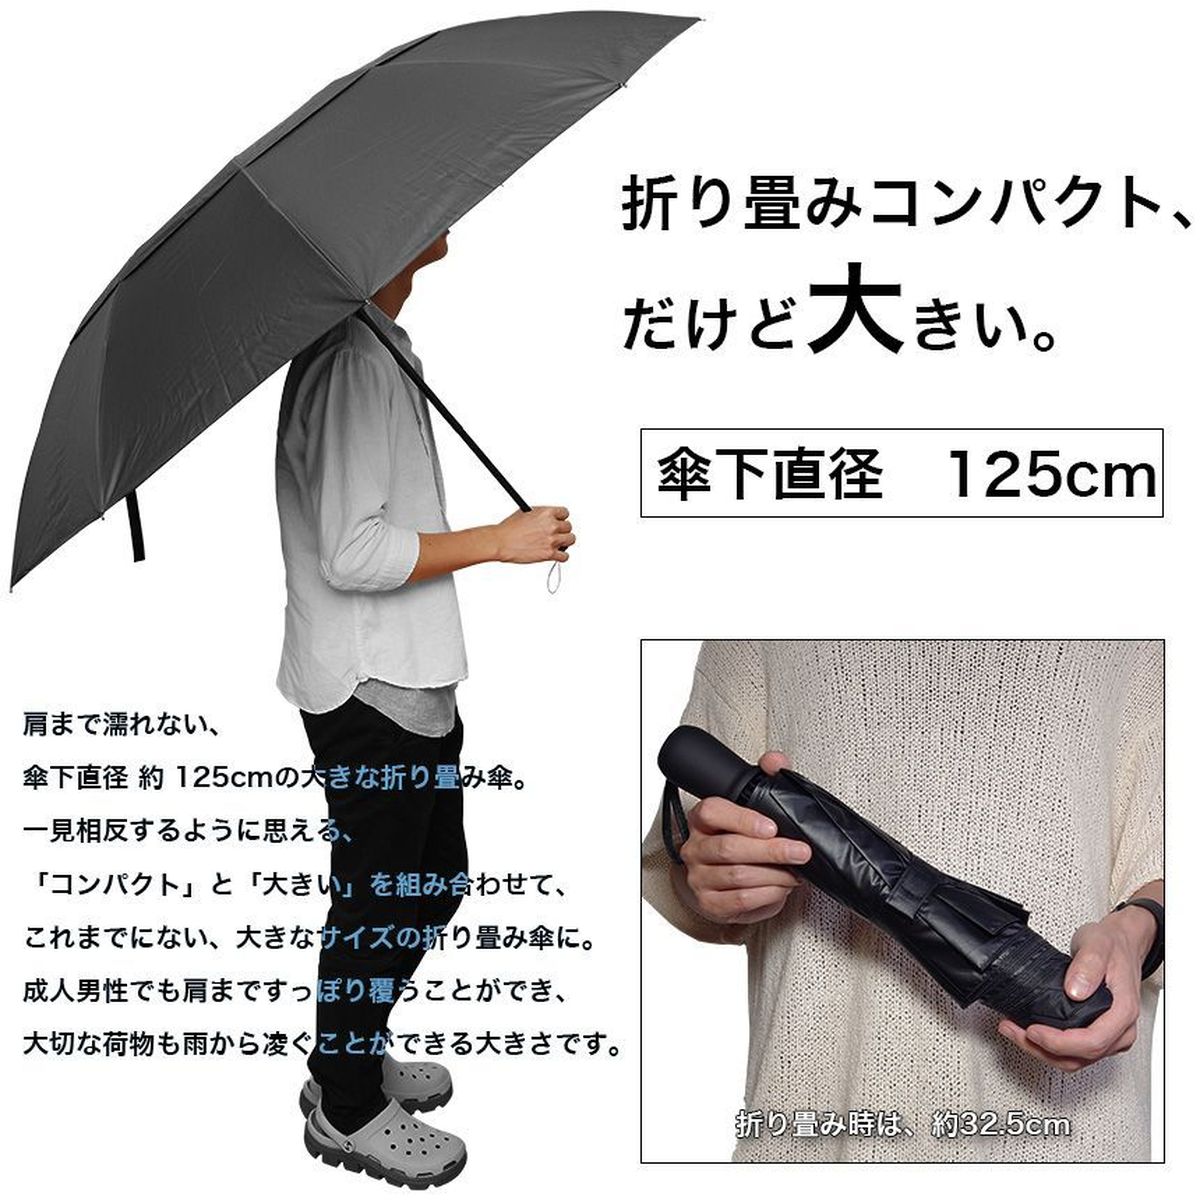 折り畳みコンパクト、
だけど大きい。
傘下直径　125cm
肩まで濡れない、
傘下直径 約 125cmの大きな折り畳み傘。
一見相反するように思える、
「コンパクト」と「大きい」を組み合わせて、
これまでにない、大きなサイズの折り畳み傘に。
成人男性でも肩まですっぽり覆うことができ、
大切な荷物も雨から凌ぐことができる大きさです。
折り畳み時は、約32.5cm